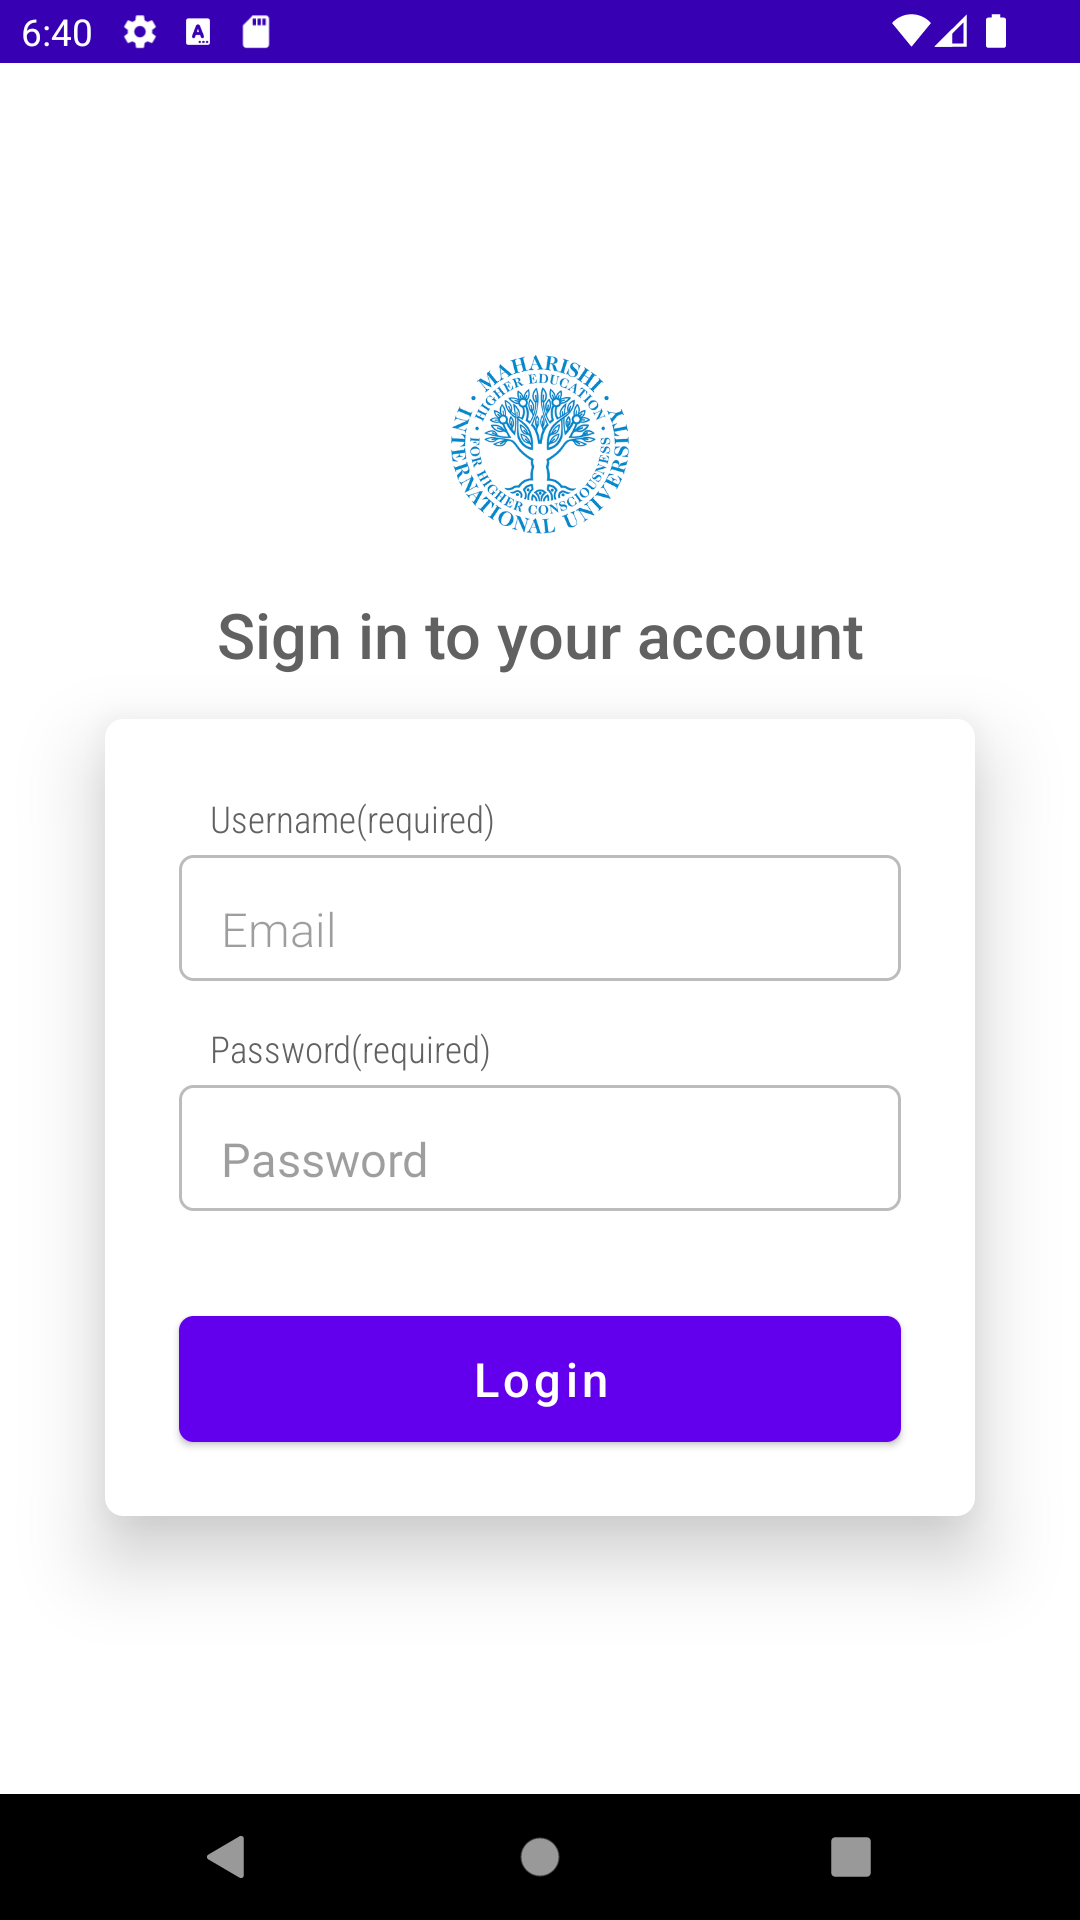 6:40
MAHARISHI INTERNATIONAL UNIVERSITY
HIGHER EDUCATION FOR HIGHER CONSCIOUSNESS
Sign in to your account
Username(required)
Email
Password(required)
Password
Login